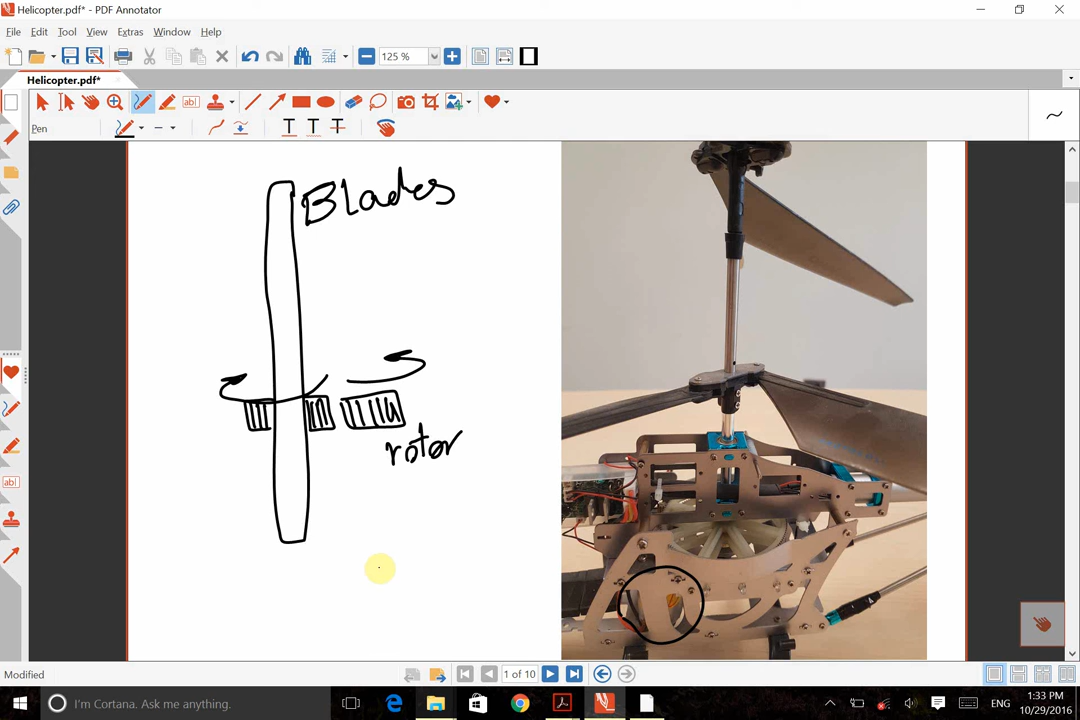 Helicopter.pdf* - PDF Annotator
File Edit Tool View Extras Window Help
125 %
Helicopter.pdf*
Pen
Blades
rotor
Modified
1 of 10
I'm Cortana. Ask me anything.
ENG
1:33 PM
10/29/2016